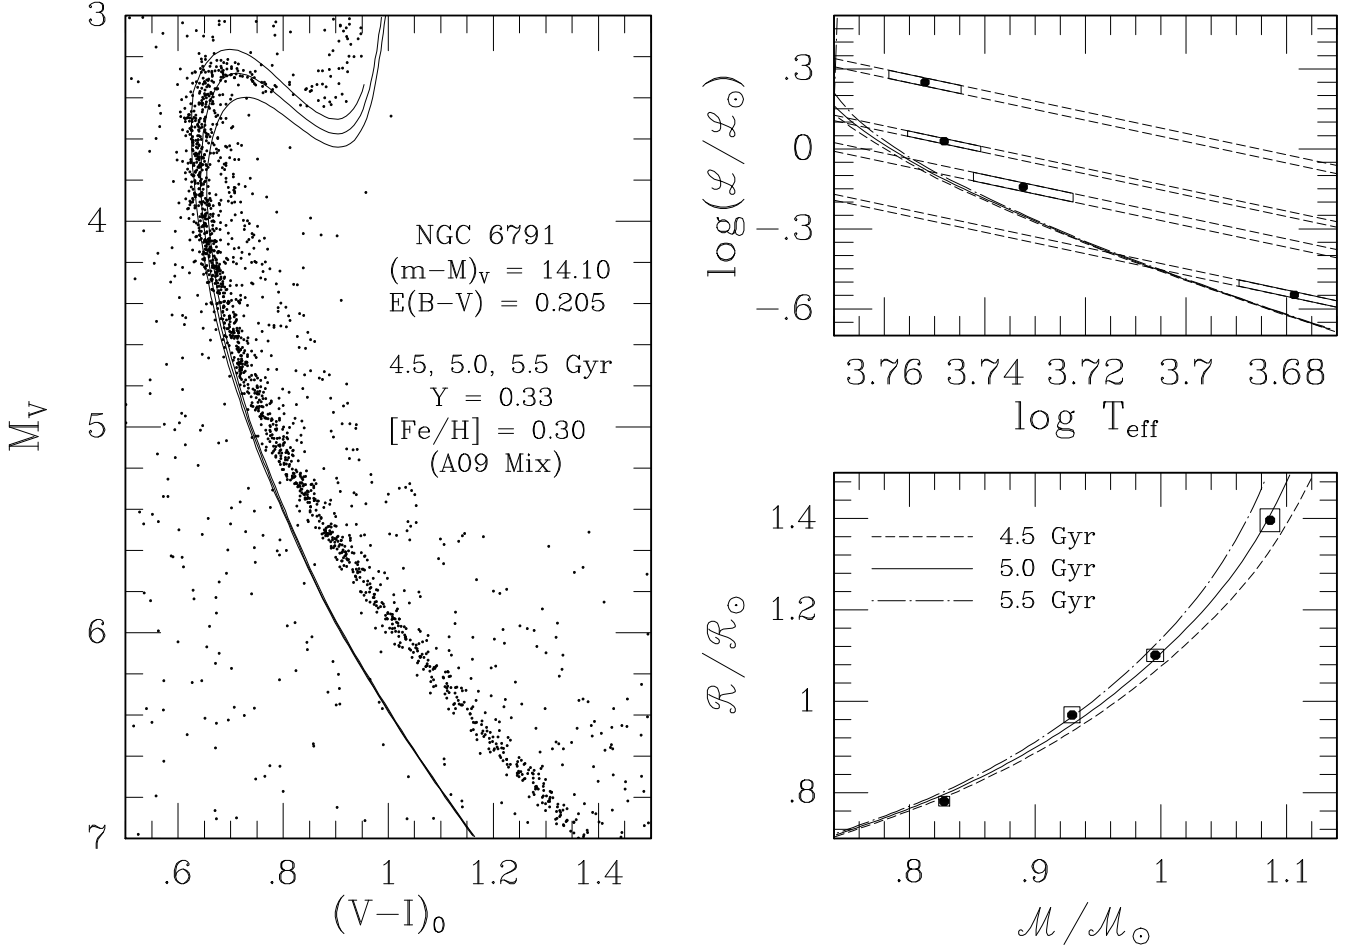 3
4
5
6
7
M_V
.6
.8
1
1.2
1.4
(V−I)₀
NGC 6791
(m−M)_V = 14.10
E(B−V) = 0.205
4.5, 5.0, 5.5 Gyr
Y = 0.33
[Fe/H] = 0.30
(A09 Mix)
.3
0
−.3
−.6
log(ℒ/ℒ_⊙)
3.76
3.74
3.72
3.7
3.68
log T_eff
1.4
1.2
1
.8
ℛ/ℛ_⊙
4.5 Gyr
5.0 Gyr
5.5 Gyr
.8
.9
1
1.1
ℳ/ℳ_⊙